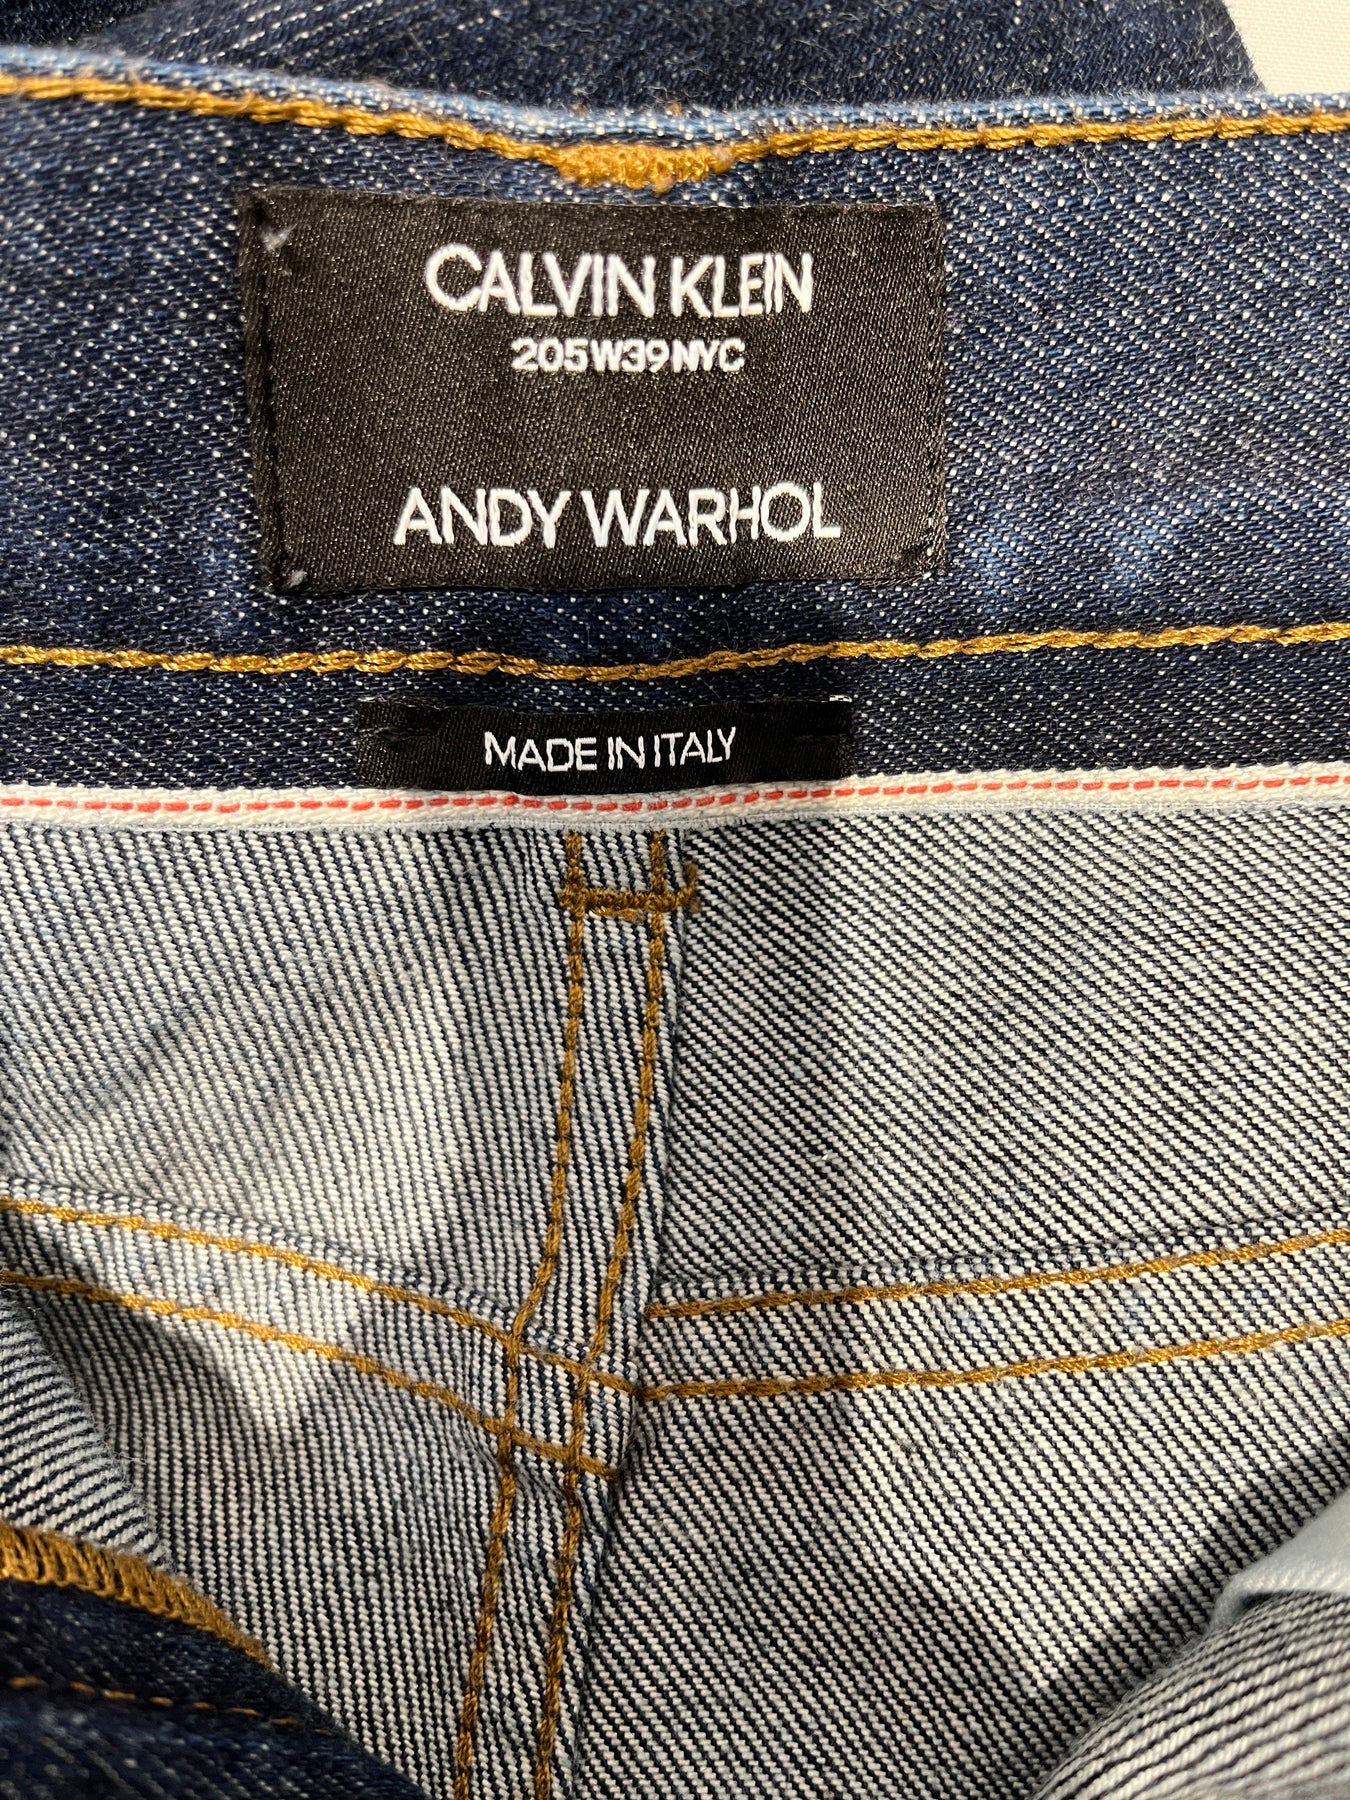 CALVIN KLEIN
205W39NYC
ANDY WARHOL
MADE IN ITALY